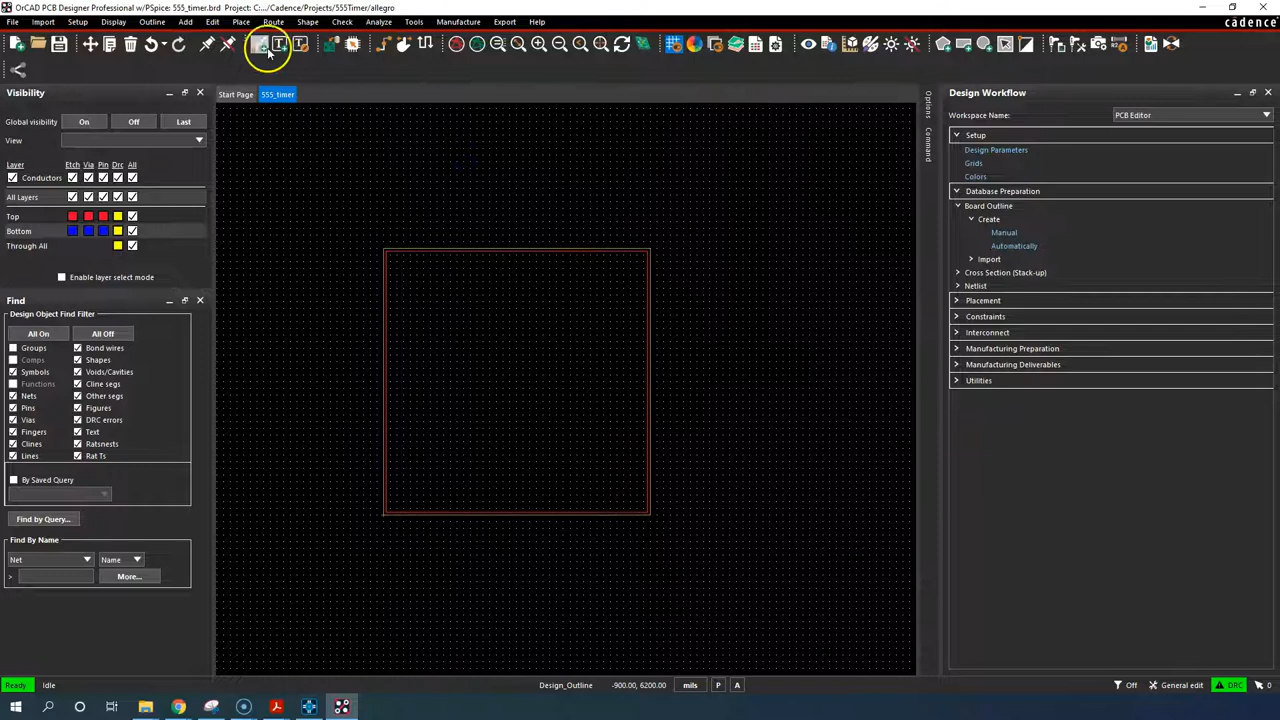 OrCAD PCB Designer Professional w/PSpice: 555_timer.brd Project: C:.../Cadence/Projects/555Timer/allegro
File Import Setup Display Outline Add Edit Place Route Shape Check Analyze Tools Manufacture Export Help
cadence
Visibility
Global visibility On Off Last
View
Layer Etch Via Pin Drc All
Conductors
All Layers
Top
Bottom
Through All
Enable layer select mode
Find
Design Object Find Filter
All On All Off
Groups Bond wires
Comps Shapes
Symbols Voids/Cavities
Functions Cline segs
Nets Other segs
Pins Figures
Vias DRC errors
Fingers Text
Clines Ratsnests
Lines Rat Ts
By Saved Query
Find by Query...
Find By Name
Net Name
> More...
Start Page 555_timer
Options
Command
Design Workflow
Workspace Name: PCB Editor
Setup
Design Parameters
Grids
Colors
Database Preparation
Board Outline
Create
Manual
Automatically
Import
Cross Section (Stack-up)
Netlist
Placement
Constraints
Interconnect
Manufacturing Preparation
Manufacturing Deliverables
Utilities
Ready Idle Design_Outline -900.00, 6200.00 mils P A Off General edit DRC 0